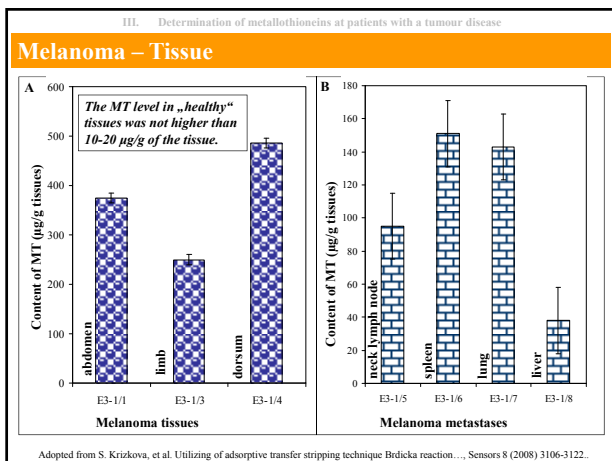 III. Determination of metallothioneins at patients with a tumour disease
Melanoma – Tissue
A
The MT level in „healthy“
tissues was not higher than
10-20 µg/g of the tissue.
Content of MT (µg/g tissues)
600
500
400
300
200
100
0
abdomen
limb
dorsum
E3-1/1
E3-1/3
E3-1/4
Melanoma tissues
B
Content of MT (µg/g tissues)
180
160
140
120
100
80
60
40
20
0
neck lymph node
spleen
lung
liver
E3-1/5
E3-1/6
E3-1/7
E3-1/8
Melanoma metastases
Adopted from S. Krizkova, et al. Utilizing of adsorptive transfer stripping technique Brdicka reaction…, Sensors 8 (2008) 3106-3122..